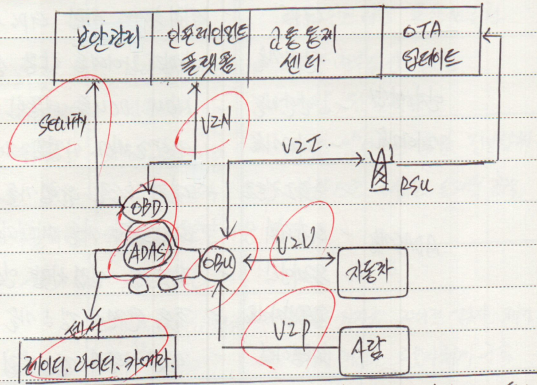 보안관리
인포테인먼트
플랫폼
교통통제
센터
OTA
업데이트
Security
V2N
V2I
RSU
OBD
ADAS
OBU
V2V
자동차
센서
레이더, 라이다, 카메라
V2P
사람